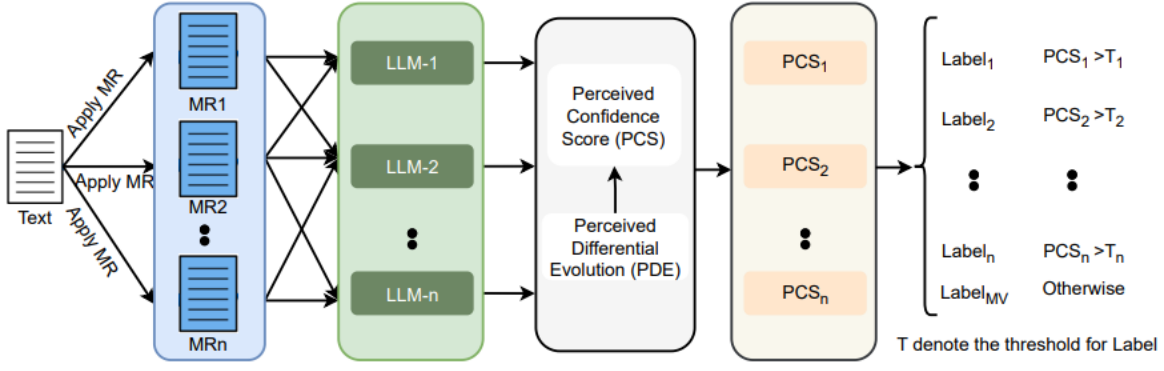 Text
Apply MR
Apply MR
Apply MR
MR1
MR2
MRn
LLM-1
LLM-2
LLM-n
Perceived
Confidence
Score (PCS)
Perceived
Differential
Evolution (PDE)
PCS₁
PCS₂
PCSₙ
Label₁ PCS₁ >T₁
Label₂ PCS₂ >T₂
Labelₙ PCSₙ >Tₙ
Label_MV Otherwise
T denote the threshold for Label